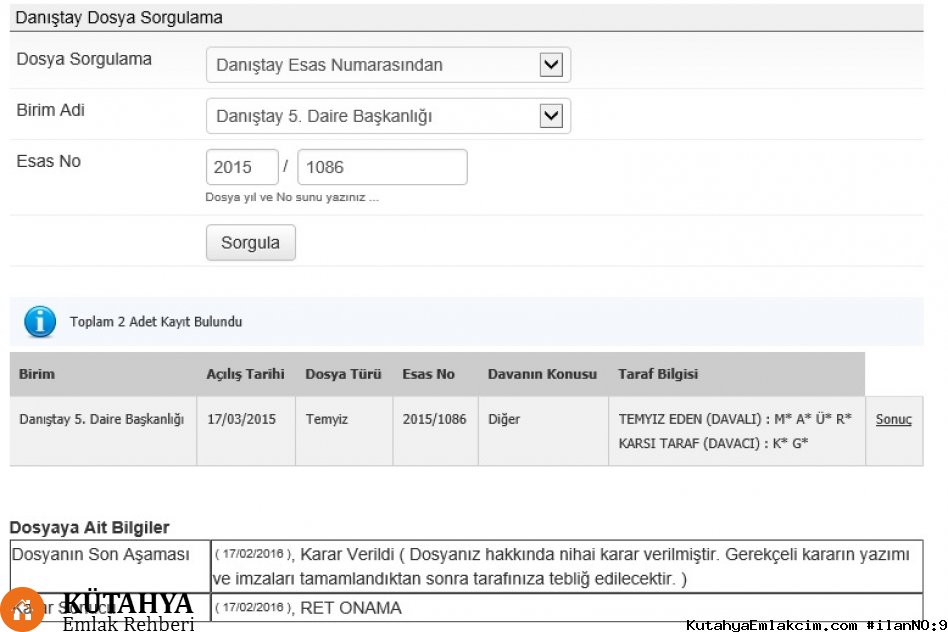 Danıştay Dosya Sorgulama
Dosya Sorgulama
Danıştay Esas Numarasından
Birim Adi
Danıştay 5. Daire Başkanlığı
Esas No
2015 / 1086
Dosya yıl ve No sunu yazınız ...
Sorgula
Toplam 2 Adet Kayıt Bulundu
Birim Açılış Tarihi Dosya Türü Esas No Davanın Konusu Taraf Bilgisi
Danıştay 5. Daire Başkanlığı 17/03/2015 Temyiz 2015/1086 Diğer TEMYIZ EDEN (DAVALI) : M* A* Ü* R* Sonuç
KARSI TARAF (DAVACI) : K* G*
Dosyaya Ait Bilgiler
Dosyanın Son Aşaması ( 17/02/2016 ), Karar Verildi ( Dosyanız hakkında nihai karar verilmiştir. Gerekçeli kararın yazımı
ve imzaları tamamlandıktan sonra tarafınıza tebliğ edilecektir. )
Sonucu ( 17/02/2016 ), RET ONAMA
KÜTAHYA
Emlak Rehberi
KutahyaEmlakcim.com #ilanNO:9